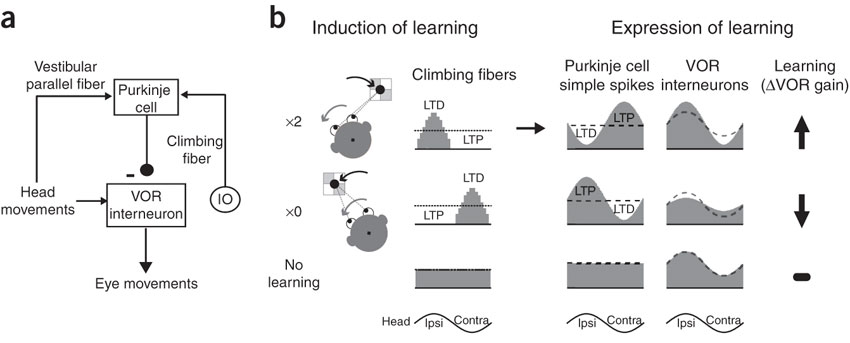 a
Vestibular
parallel fiber
Purkinje
cell
Climbing
fiber
-
Head
movements
VOR
interneuron
IO
Eye movements
b
Induction of learning
Expression of learning
Climbing fibers
Purkinje cell
simple spikes
VOR
interneurons
Learning
(ΔVOR gain)
×2
LTD
LTP
LTD
LTP
×0
LTD
LTP
LTP
LTD
No
learning
Head
Ipsi
Contra
Ipsi
Contra
Ipsi
Contra